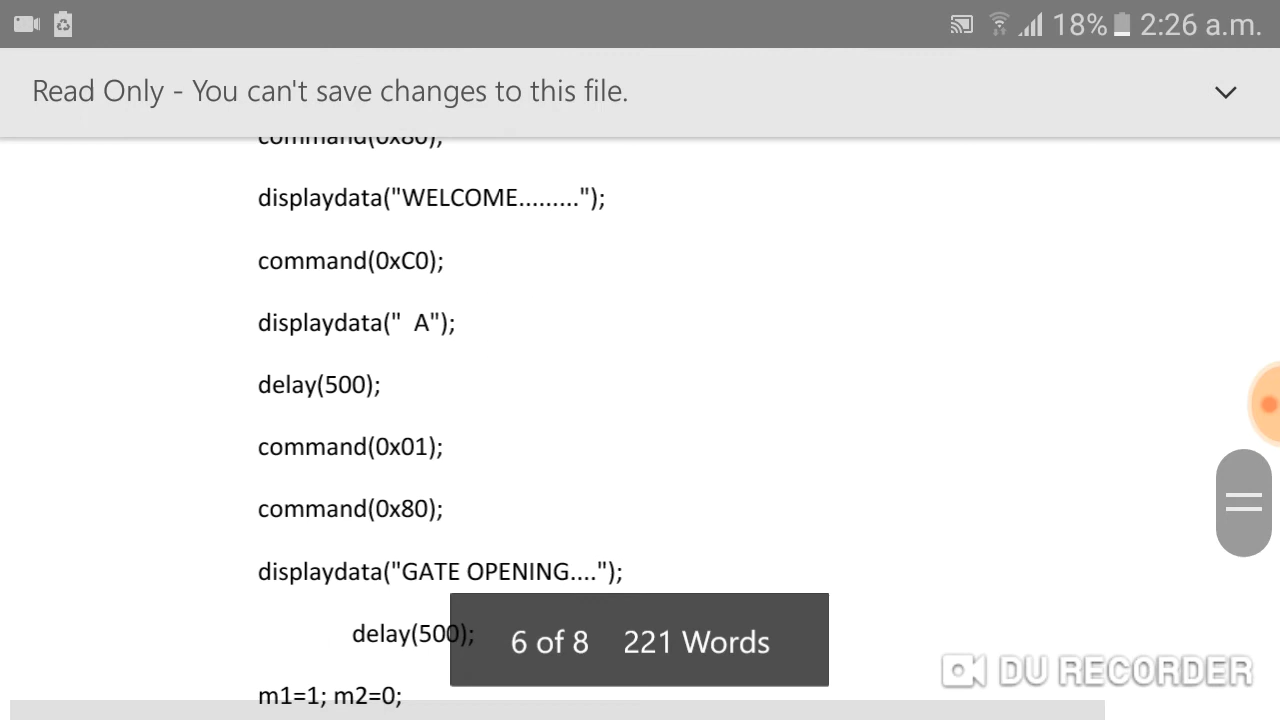 18% 2:26 a.m.
Read Only - You can't save changes to this file.
command(0x80);
displaydata("WELCOME.........");
command(0xC0);
displaydata("  A");
delay(500);
command(0x01);
command(0x80);
displaydata("GATE OPENING....");
delay(500);
6 of 8 221 Words
DU RECORDER
m1=1; m2=0;